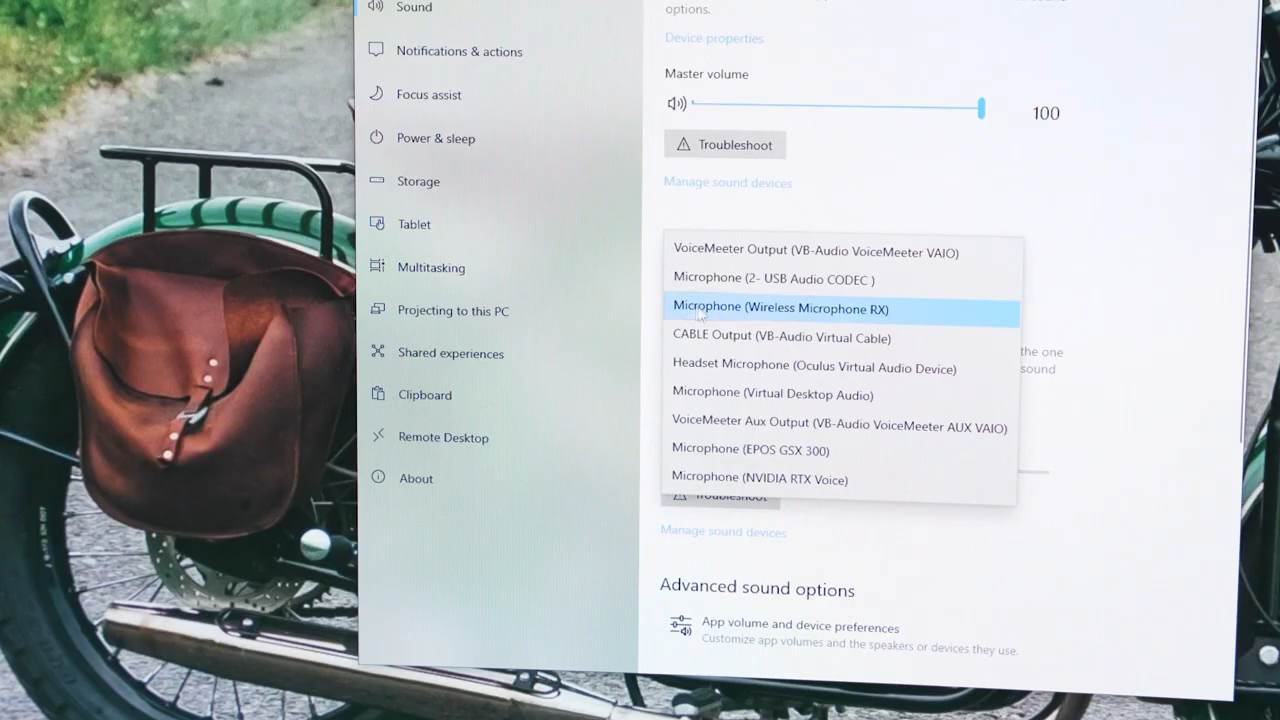 Sound
Notifications & actions
Focus assist
Power & sleep
Storage
Tablet
Multitasking
Projecting to this PC
Shared experiences
Clipboard
Remote Desktop
About
options.
Device properties
Master volume
100
Troubleshoot
Manage sound devices
VoiceMeeter Output (VB-Audio VoiceMeeter VAIO)
Microphone (2- USB Audio CODEC )
Microphone (Wireless Microphone RX)
CABLE Output (VB-Audio Virtual Cable)
Headset Microphone (Oculus Virtual Audio Device)
Microphone (Virtual Desktop Audio)
VoiceMeeter Aux Output (VB-Audio VoiceMeeter AUX VAIO)
Microphone (EPOS GSX 300)
Microphone (NVIDIA RTX Voice)
the one
sound
Troubleshoot
Manage sound devices
Advanced sound options
App volume and device preferences
Customize app volumes and the speakers or devices they use.